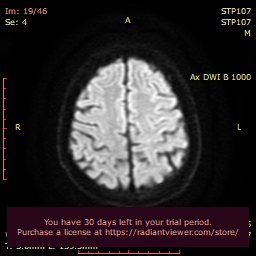 Im: 19/46
Se: 4
A
STP107
STP107
M
Ax DWI B 1000
R
L
You have 30 days left in your trial period.
Purchase a license at https://radiantviewer.com/store/